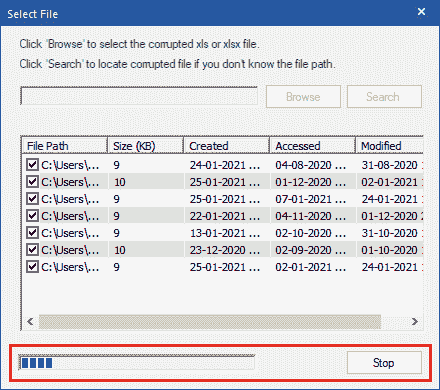 Select File
Click 'Browse' to select the corrupted xls or xlsx file.
Click 'Search' to locate corrupted file if you don't know the file path.
Browse Search
File Path Size (KB) Created Accessed Modified
C:\Users\... 9 24-01-2021 ... 04-08-2020 ... 31-08-2020
C:\Users\... 10 25-01-2021 ... 01-12-2020 ... 02-01-2021
C:\Users\... 9 25-01-2021 ... 07-01-2021 ... 24-01-2021
C:\Users\... 9 22-01-2021 ... 04-11-2020 ... 01-12-2020
C:\Users\... 9 13-01-2021 ... 02-10-2020 ... 31-10-2020
C:\Users\... 10 23-12-2020 ... 02-09-2020 ... 01-10-2020
C:\Users\... 9 25-01-2021 ... 02-01-2021 ... 24-01-2021
Stop